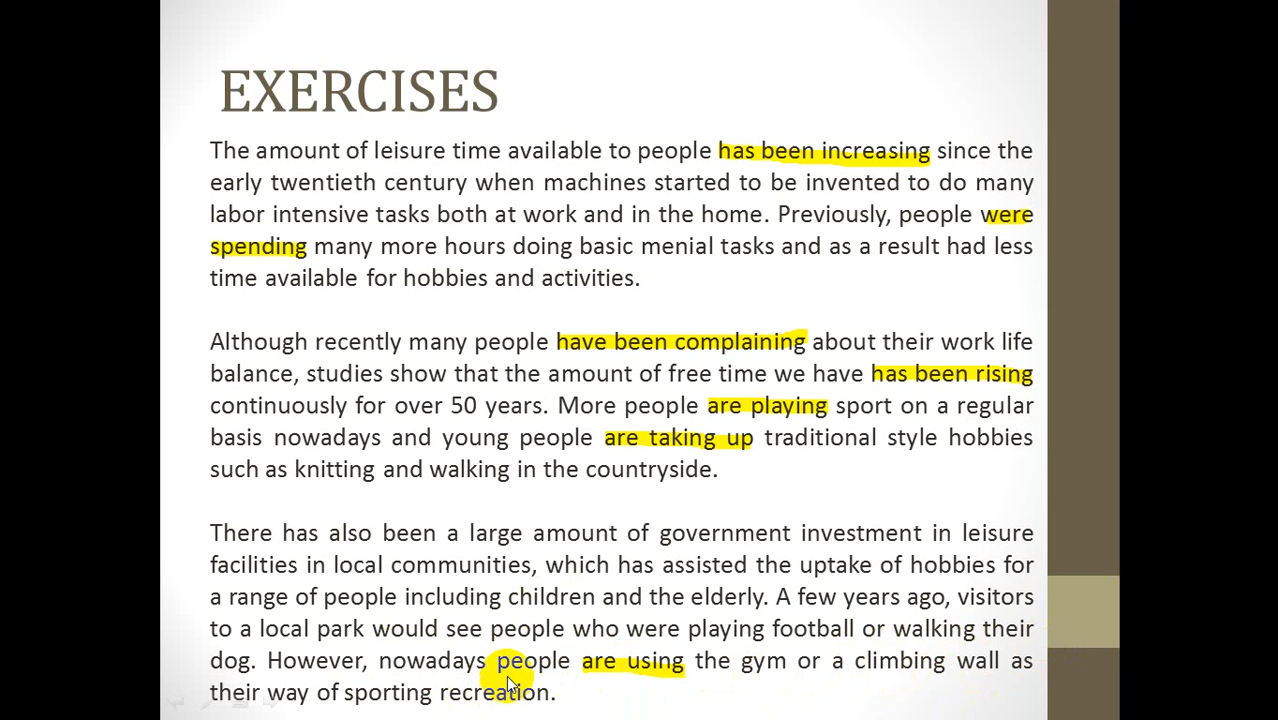 EXERCISES
The amount of leisure time available to people has been increasing since the
early twentieth century when machines started to be invented to do many
labor intensive tasks both at work and in the home. Previously, people were
spending many more hours doing basic menial tasks and as a result had less
time available for hobbies and activities.
Although recently many people have been complaining about their work life
balance, studies show that the amount of free time we have has been rising
continuously for over 50 years. More people are playing sport on a regular
basis nowadays and young people are taking up traditional style hobbies
such as knitting and walking in the countryside.
There has also been a large amount of government investment in leisure
facilities in local communities, which has assisted the uptake of hobbies for
a range of people including children and the elderly. A few years ago, visitors
to a local park would see people who were playing football or walking their
dog. However, nowadays people are using the gym or a climbing wall as
their way of sporting recreation.